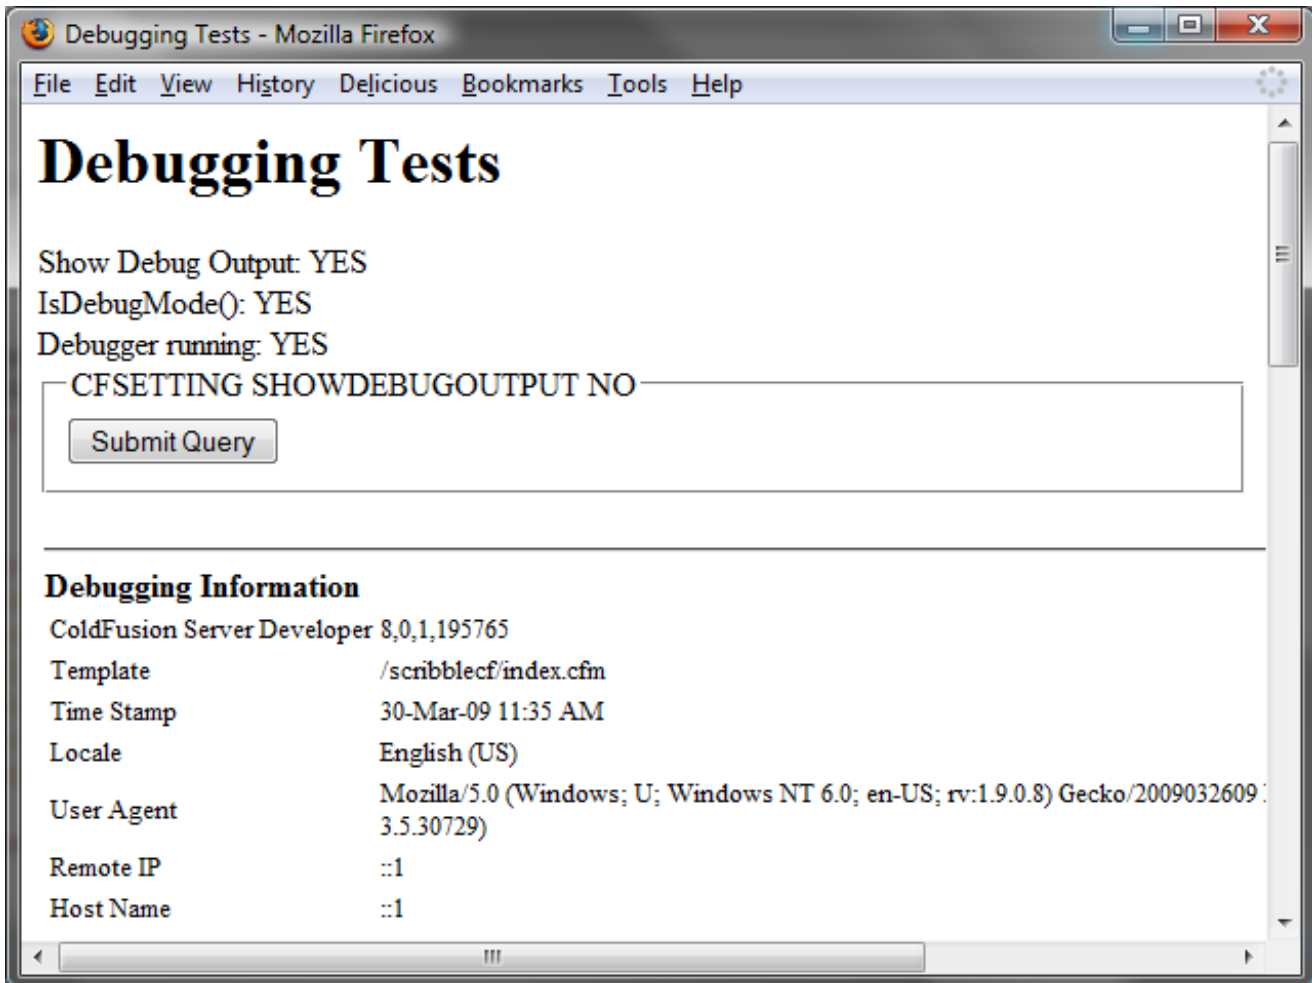 Debugging Tests - Mozilla Firefox
File Edit View History Delicious Bookmarks Tools Help
Debugging Tests
Show Debug Output: YES
IsDebugMode(): YES
Debugger running: YES
CFSETTING SHOWDEBUGOUTPUT NO
Submit Query
Debugging Information
ColdFusion Server Developer 8,0,1,195765
Template /scribblecf/index.cfm
Time Stamp 30-Mar-09 11:35 AM
Locale English (US)
User Agent Mozilla/5.0 (Windows; U; Windows NT 6.0; en-US; rv:1.9.0.8) Gecko/2009032609
3.5.30729)
Remote IP ::1
Host Name ::1